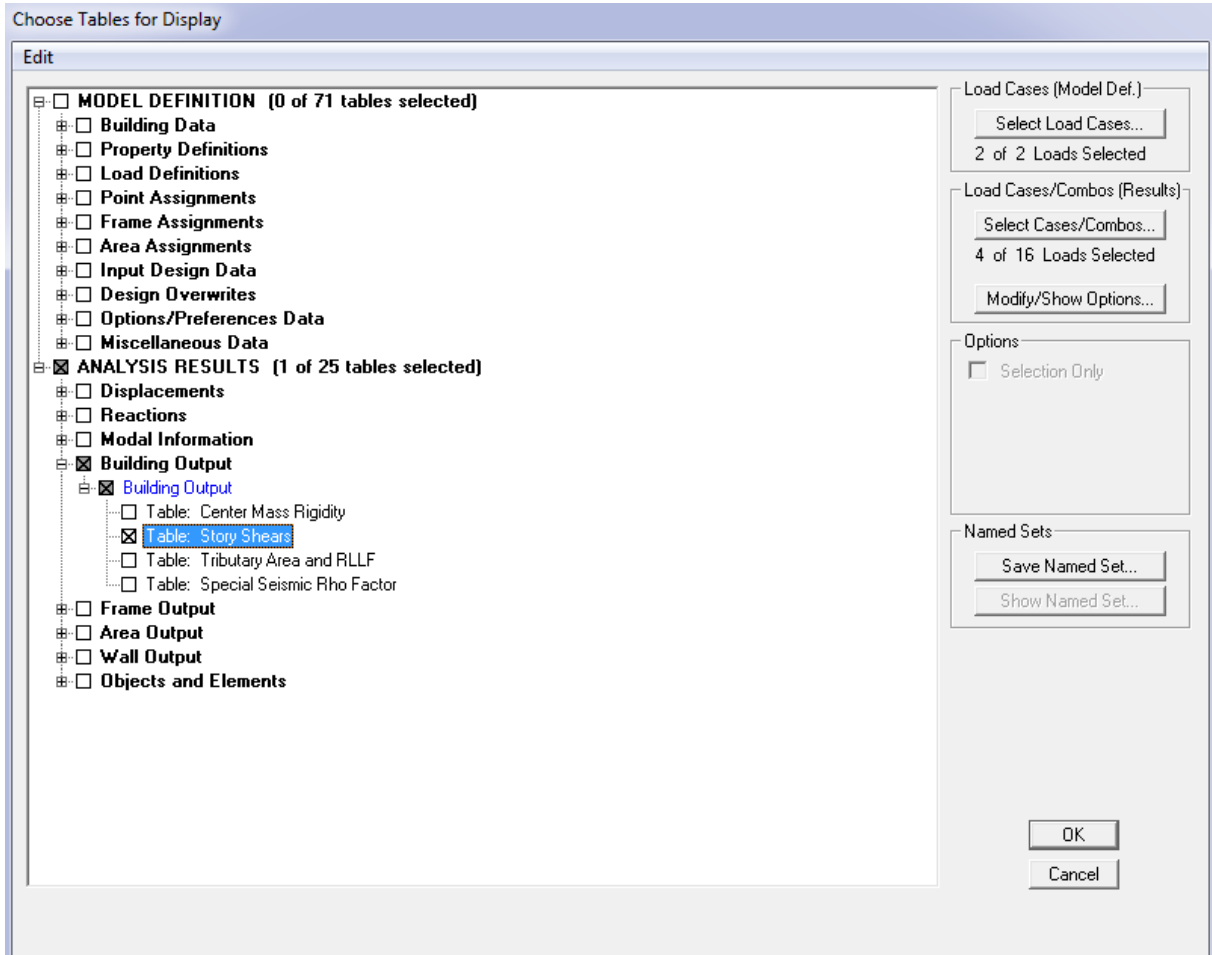 Choose Tables for Display
Edit
MODEL DEFINITION (0 of 71 tables selected)
Building Data
Property Definitions
Load Definitions
Point Assignments
Frame Assignments
Area Assignments
Input Design Data
Design Overwrites
Options/Preferences Data
Miscellaneous Data
ANALYSIS RESULTS (1 of 25 tables selected)
Displacements
Reactions
Modal Information
Building Output
Building Output
Table: Center Mass Rigidity
Table: Story Shears
Table: Tributary Area and RLLF
Table: Special Seismic Rho Factor
Frame Output
Area Output
Wall Output
Objects and Elements
Load Cases (Model Def.)
Select Load Cases...
2 of 2 Loads Selected
Load Cases/Combos (Results)
Select Cases/Combos...
4 of 16 Loads Selected
Modify/Show Options...
Options
Selection Only
Named Sets
Save Named Set...
Show Named Set...
OK
Cancel